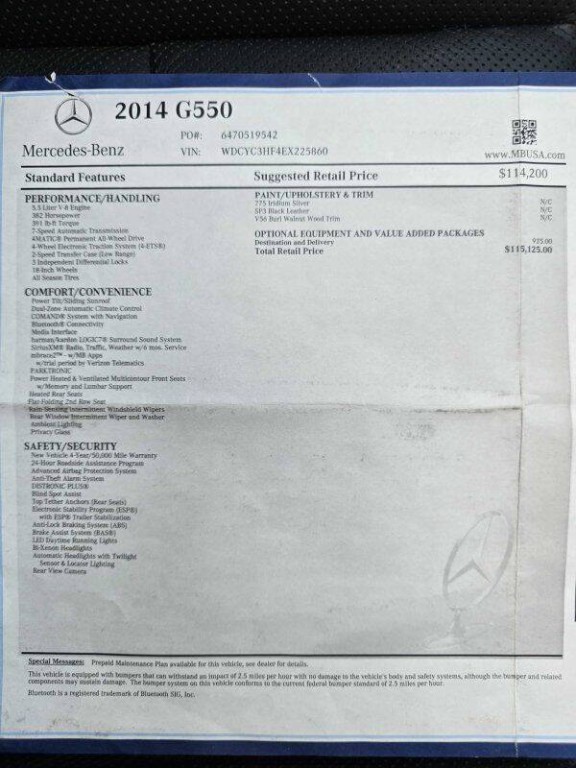 2014 G550
PO#: 6470519542
VIN: WDCYC3HF4EX225860
Mercedes-Benz
www.MBUSA.com
Standard Features
Suggested Retail Price
$114,200
PERFORMANCE/HANDLING
5.5 Liter V-8 Engine
382 Horsepower
391 lb-ft Torque
7-Speed Automatic Transmission
4MATIC® Permanent All-Wheel Drive
4-Wheel Electronic Traction System (4-ETS®)
2-Speed Transfer Case (Low Range)
3 Independent Differential Locks
18-Inch Wheels
All Season Tires
PAINT/UPHOLSTERY & TRIM
775 Iridium Silver N/C
SP3 Black Leather N/C
V56 Burl Walnut Wood Trim N/C
OPTIONAL EQUIPMENT AND VALUE ADDED PACKAGES
Destination and Delivery 925.00
Total Retail Price $115,125.00
COMFORT/CONVENIENCE
Power Tilt/Sliding Sunroof
Dual-Zone Automatic Climate Control
COMAND® System with Navigation
Bluetooth® Connectivity
Media Interface
harman/kardon LOGIC7® Surround Sound System
SiriusXM® Radio, Traffic, Weather w/6 mos. Service
mbrace2™ - w/MB Apps
w/trial period by Verizon Telematics
PARKTRONIC
Power Heated & Ventilated Multicontour Front Seats
w/Memory and Lumbar Support
Heated Rear Seats
Flat-Folding 2nd Row Seat
Rain-Sensing Intermittent Windshield Wipers
Rear Window Intermittent Wiper and Washer
Ambient Lighting
Privacy Glass
SAFETY/SECURITY
New Vehicle 4-Year/50,000 Mile Warranty
24-Hour Roadside Assistance Program
Advanced Airbag Protection System
Anti-Theft Alarm System
DISTRONIC PLUS®
Blind Spot Assist
Top Tether Anchors (Rear Seats)
Electronic Stability Program (ESP®)
with ESP® Trailer Stabilization
Anti-Lock Braking System (ABS)
Brake Assist System (BAS®)
LED Daytime Running Lights
Bi-Xenon Headlights
Automatic Headlights with Twilight
Sensor & Locator Lighting
Rear View Camera
Special Messages: Prepaid Maintenance Plan available for this vehicle, see dealer for details.
This vehicle is equipped with bumpers that can withstand an impact of 2.5 miles per hour with no damage to the vehicle's body and safety systems, although the bumper and related
components may sustain damage. The bumper system on this vehicle conforms to the current federal bumper standard of 2.5 miles per hour.
Bluetooth is a registered trademark of Bluetooth SIG, Inc.